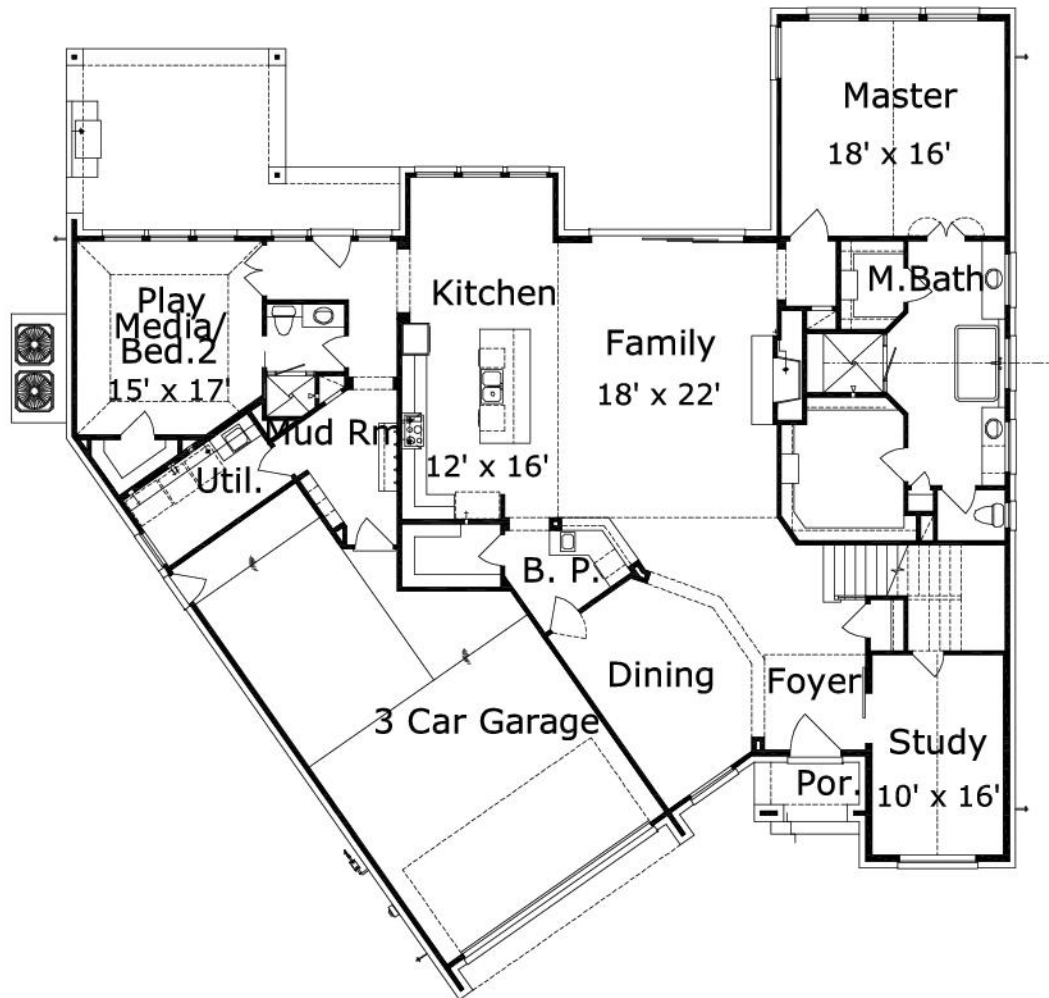 Master
18' x 16'
M.Bath
Play
Media/
Bed.2
15' x 17'
Kitchen
12' x 16'
Family
18' x 22'
Mud Rm
Util.
B. P.
Dining
Foyer
3 Car Garage
Study
10' x 16'
Por.